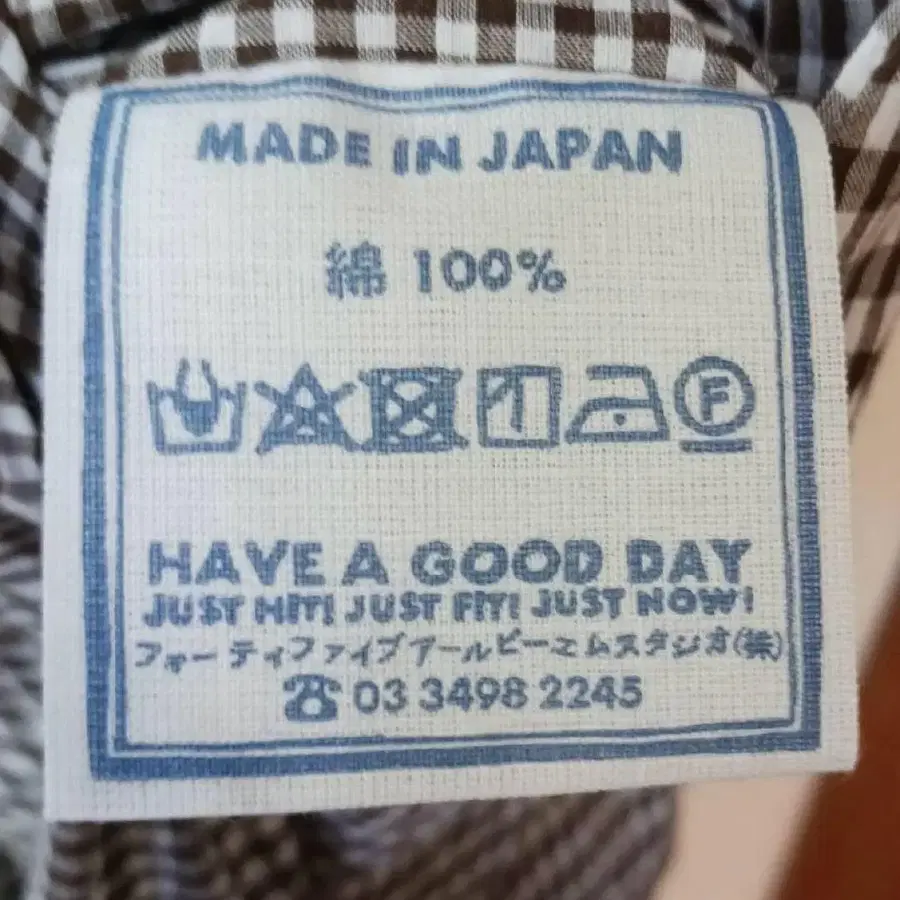 MADE IN JAPAN
綿 100%
F
HAVE A GOOD DAY
JUST HIT! JUST FIT! JUST NOW!
フォーティファイブアールピーエムスタジオ(株)
☎ 03 3498 2245